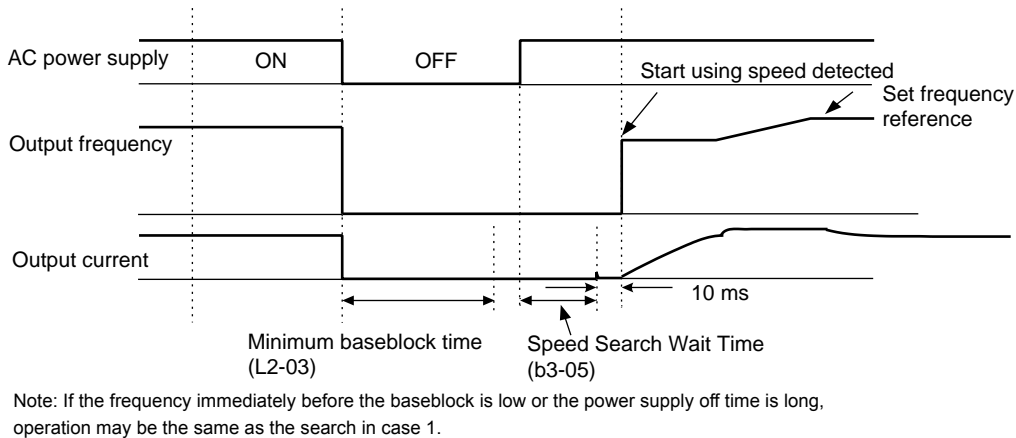 AC power supply
ON
OFF
Start using speed detected
Set frequency
reference
Output frequency
Output current
10 ms
Minimum baseblock time
(L2-03)
Speed Search Wait Time
(b3-05)
Note: If the frequency immediately before the baseblock is low or the power supply off time is long,
operation may be the same as the search in case 1.